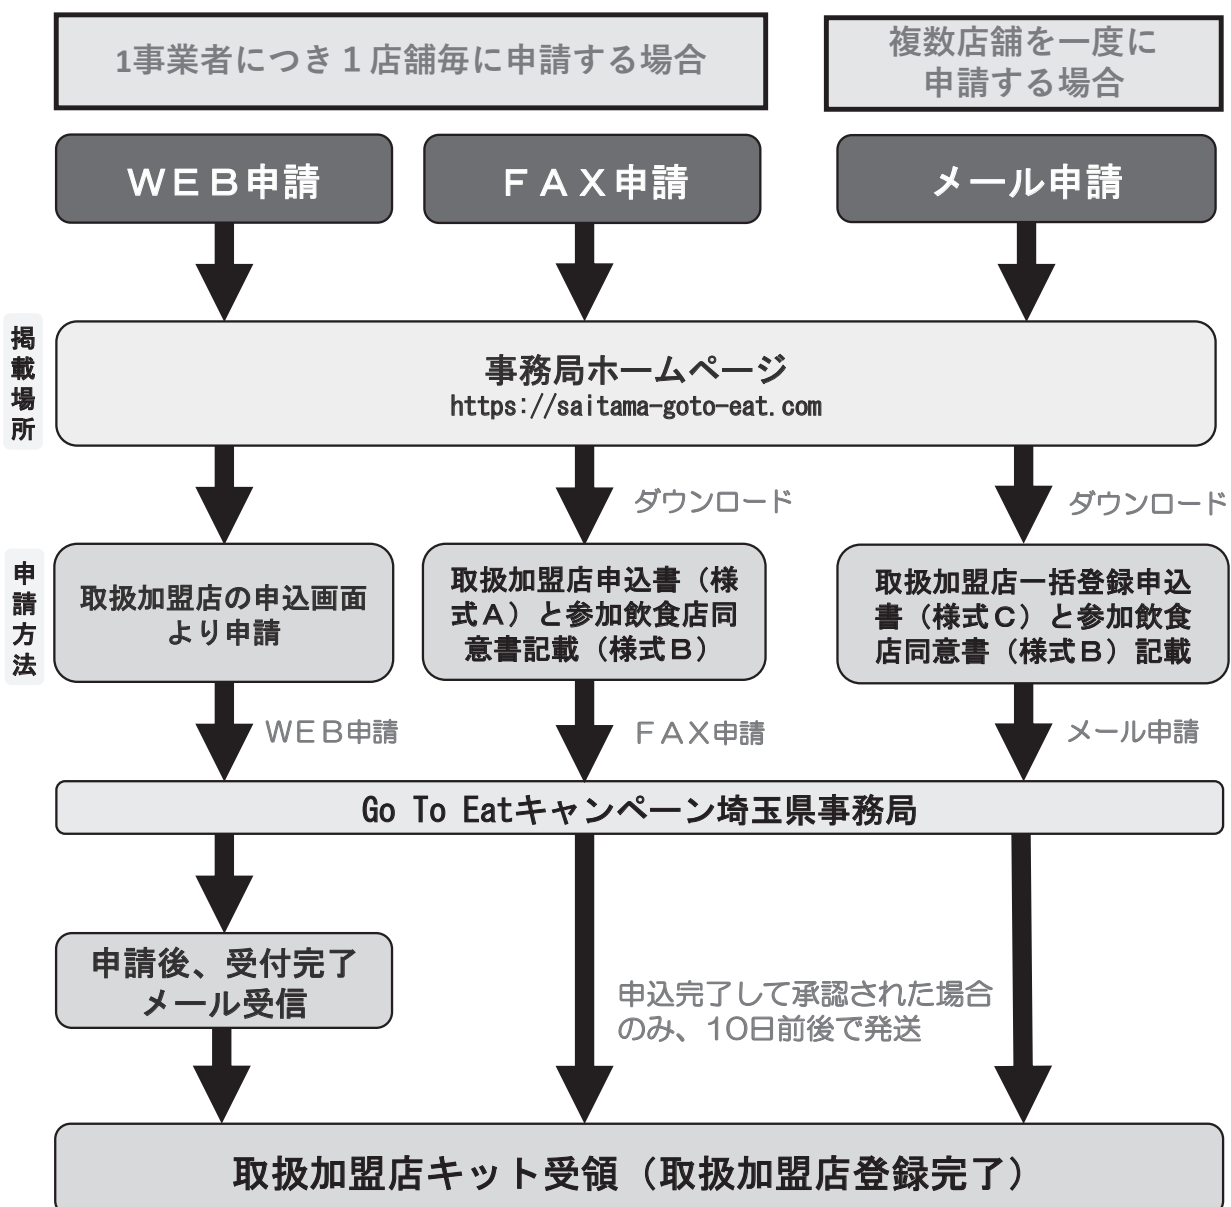 1事業者につき１店舗毎に申請する場合
複数店舗を一度に
申請する場合
ＷＥＢ申請
ＦＡＸ申請
メール申請
掲載場所
事務局ホームページ
https://saitama-goto-eat.com
ダウンロード
ダウンロード
申請方法
取扱加盟店の申込画面
より申請
取扱加盟店申込書（様
式Ａ）と参加飲食店同
意書記載（様式Ｂ）
取扱加盟店一括登録申込
書（様式Ｃ）と参加飲食
店同意書（様式Ｂ）記載
ＷＥＢ申請
ＦＡＸ申請
メール申請
Go To Eatキャンペーン埼玉県事務局
申請後、受付完了
メール受信
申込完了して承認された場合
のみ、10日前後で発送
取扱加盟店キット受領（取扱加盟店登録完了）